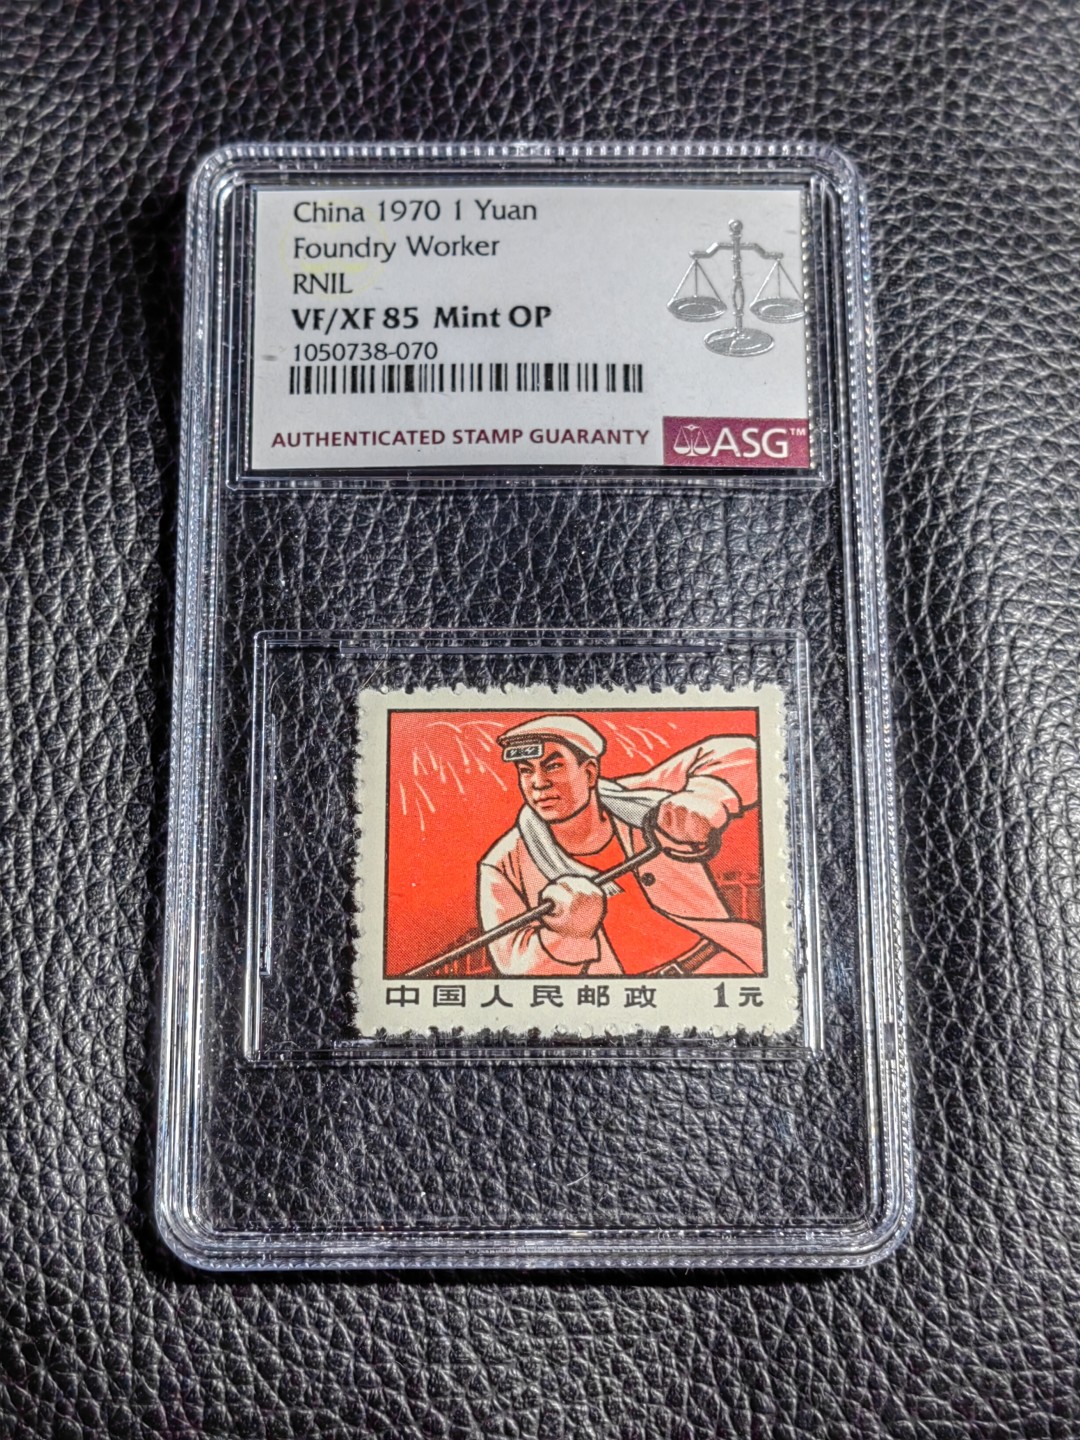 China 1970 1 Yuan
Foundry Worker
RNIL
VF/XF 85 Mint OP
1050738-070
AUTHENTICATED STAMP GUARANTY
ASG™
中国人民邮政 1元